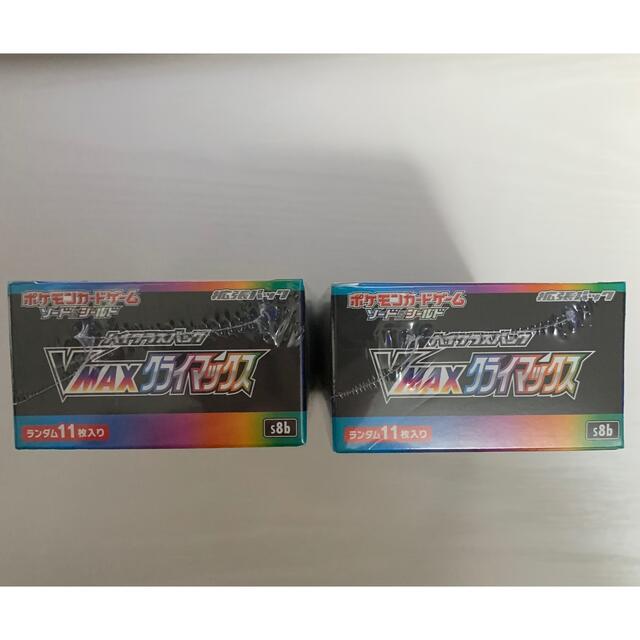 ポケモンカードゲーム 拡張パック
ソード&シールド
ハイクラスパック
VMAXクライマックス
ランダム11枚入り s8b
ポケモンカードゲーム 拡張パック
ソード&シールド
ハイクラスパック
VMAXクライマックス
ランダム11枚入り s8b